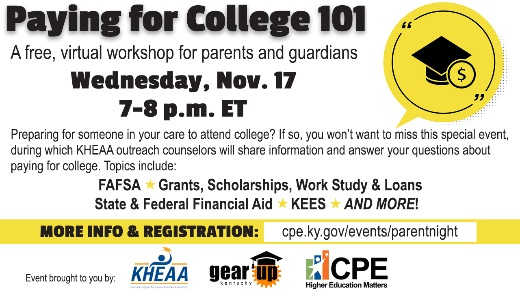 Paying for College 101
A free, virtual workshop for parents and guardians
Wednesday, Nov. 17
7-8 p.m. ET
Preparing for someone in your care to attend college? If so, you won't want to miss this special event,
during which KHEAA outreach counselors will share information and answer your questions about
paying for college. Topics include:
FAFSA ★ Grants, Scholarships, Work Study & Loans
State & Federal Financial Aid ★ KEES ★ AND MORE!
MORE INFO & REGISTRATION: cpe.ky.gov/events/parentnight
Event brought to you by:
KHEAA
gear up
kentucky
CPE
Higher Education Matters